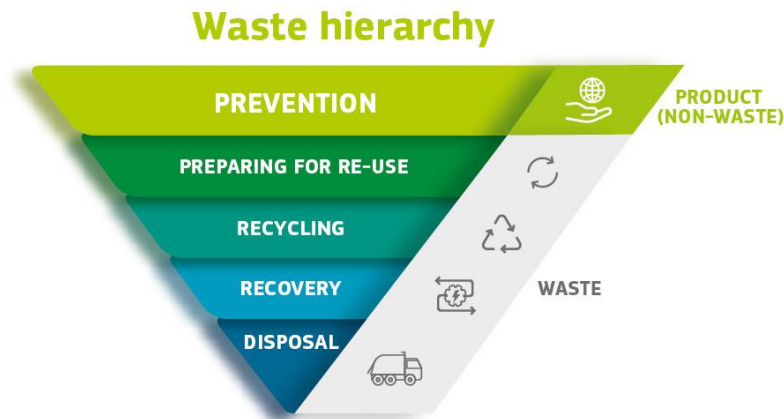 Waste hierarchy
PREVENTION
PRODUCT
(NON-WASTE)
PREPARING FOR RE-USE
RECYCLING
RECOVERY
WASTE
DISPOSAL